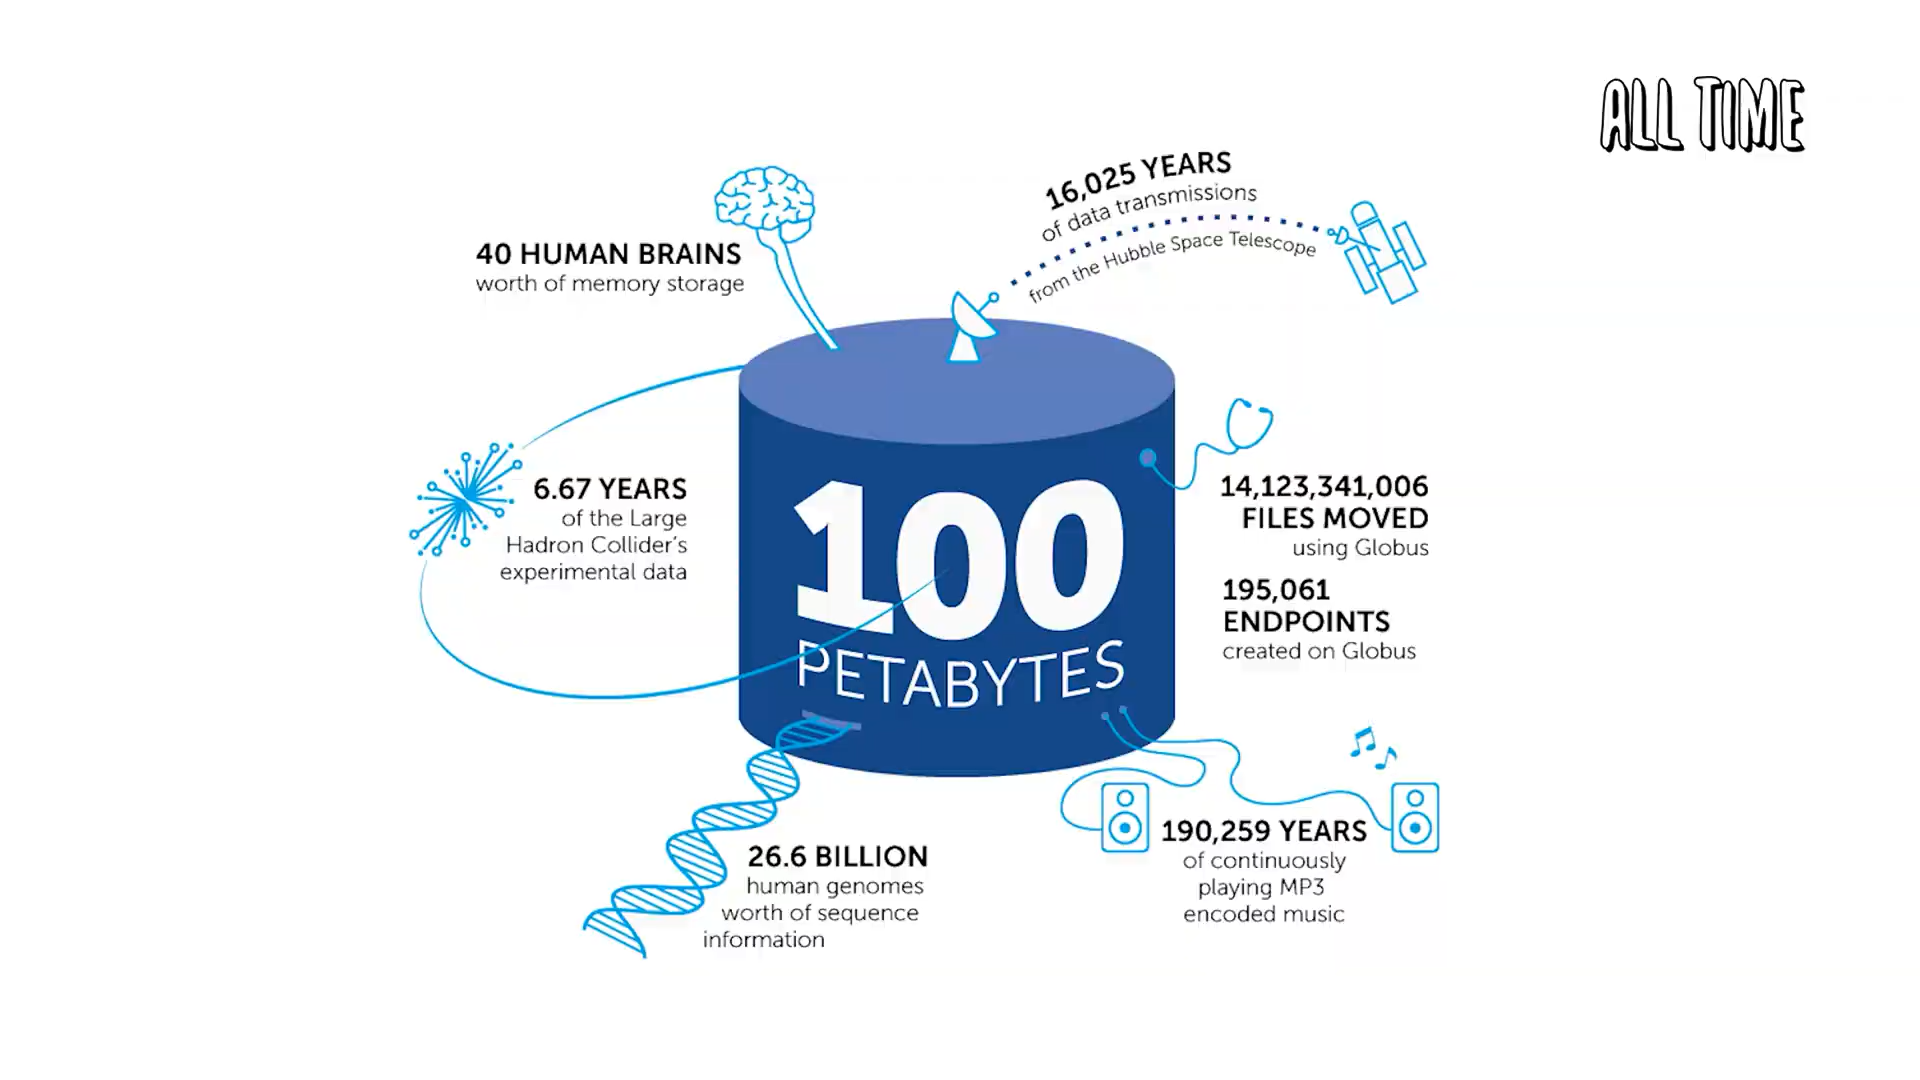 ALL TIME
40 HUMAN BRAINS
worth of memory storage
16,025 YEARS
of data transmissions
from the Hubble Space Telescope
6.67 YEARS
of the Large
Hadron Collider's
experimental data
100
PETABYTES
14,123,341,006
FILES MOVED
using Globus
195,061
ENDPOINTS
created on Globus
26.6 BILLION
human genomes
worth of sequence
information
190,259 YEARS
of continuously
playing MP3
encoded music